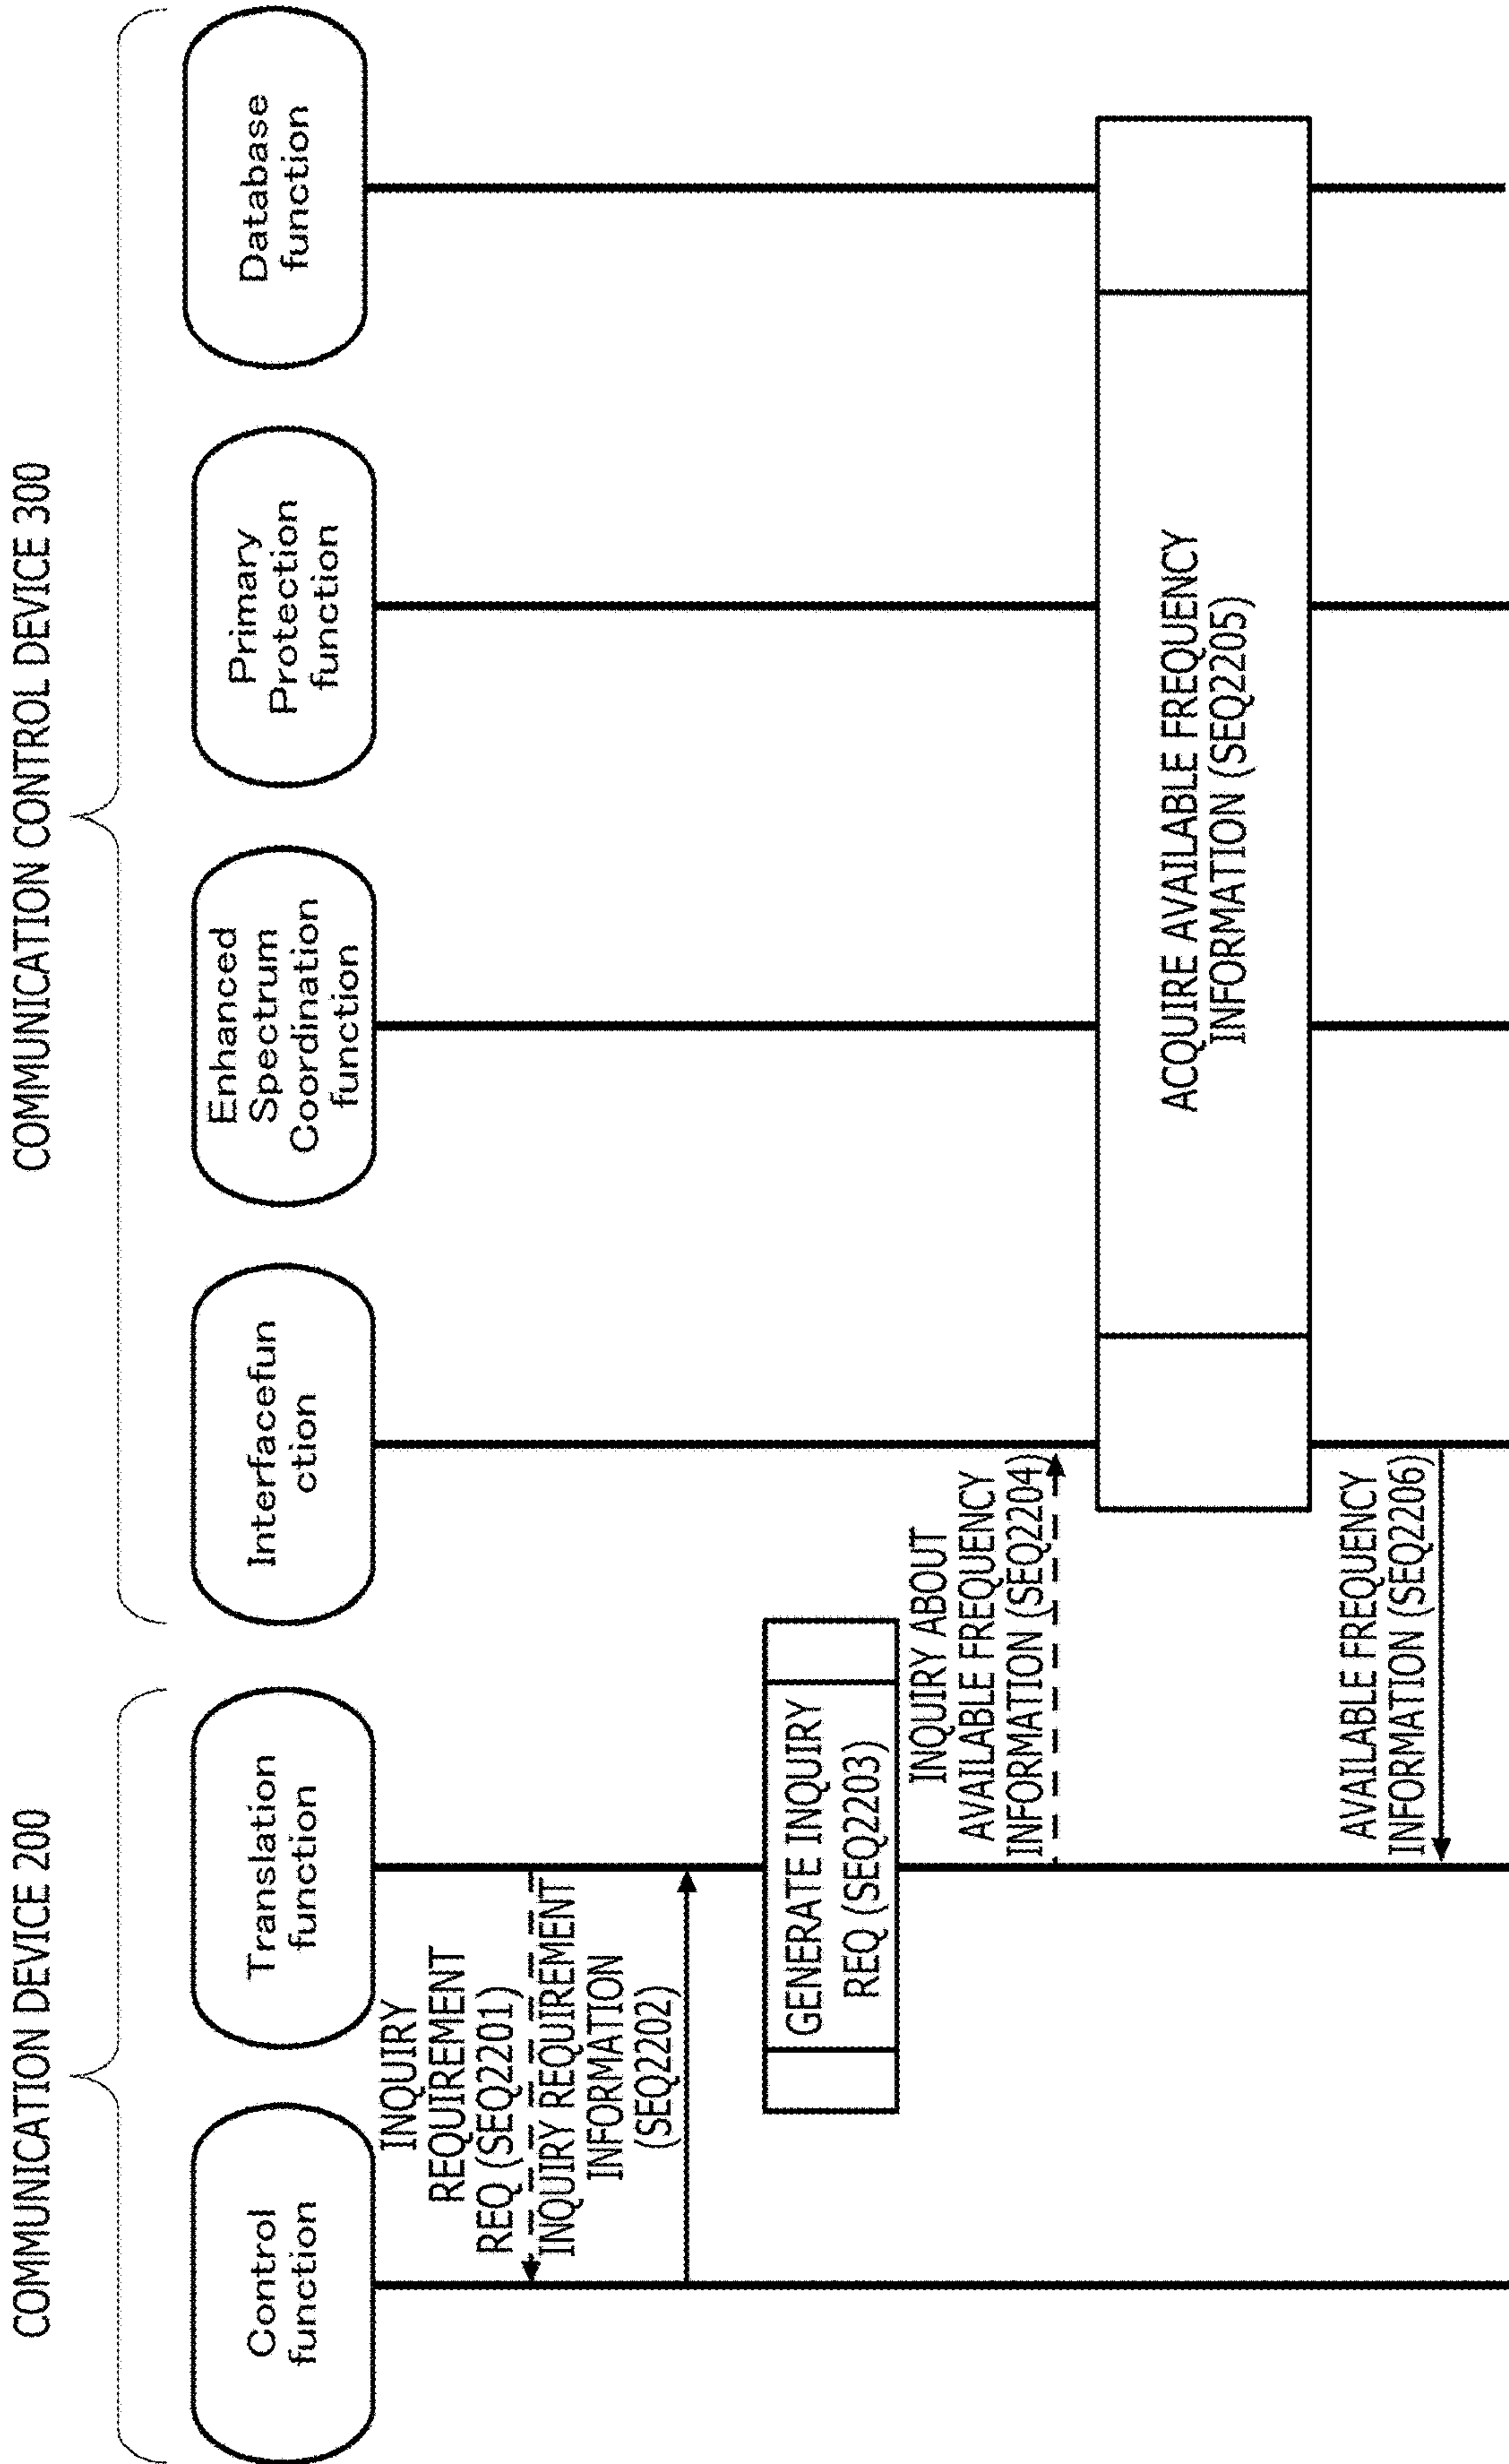 COMMUNICATION DEVICE 200
COMMUNICATION CONTROL DEVICE 300
Control
function
Translation
function
Interfacefun
ction
Enhanced
Spectrum
Coordination
function
Primary
Protection
function
Database
function
INQUIRY
REQUIREMENT
REQ (SEQ2201)
INQUIRY REQUIREMENT
INFORMATION
(SEQ2202)
GENERATE INQUIRY
REQ (SEQ2203)
INQUIRY ABOUT
AVAILABLE FREQUENCY
INFORMATION (SEQ2204)
ACQUIRE AVAILABLE FREQUENCY
INFORMATION (SEQ2205)
AVAILABLE FREQUENCY
INFORMATION (SEQ2206)